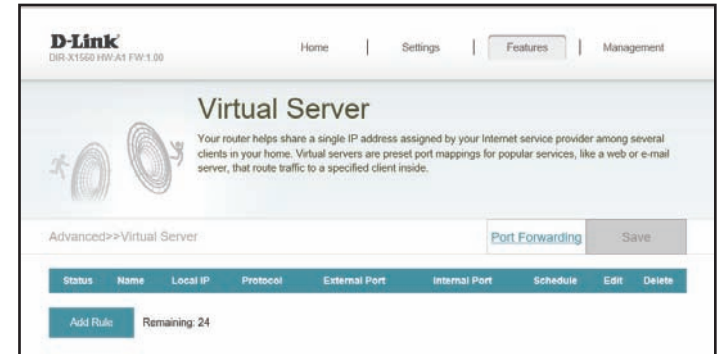 D-Link
DIR-X1560 HW:A1 FW:1.00
Home | Settings | Features | Management
Virtual Server
Your router helps share a single IP address assigned by your Internet service provider among several
clients in your home. Virtual servers are preset port mappings for popular services, like a web or e-mail
server, that route traffic to a specified client inside.
Advanced>>Virtual Server
Port Forwarding
Save
Status Name Local IP Protocol External Port Internal Port Schedule Edit Delete
Add Rule Remaining: 24